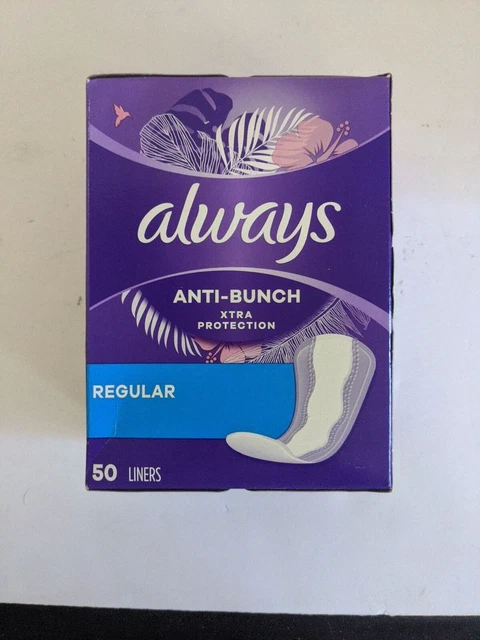 always
ANTI-BUNCH
XTRA
PROTECTION
REGULAR
50 LINERS